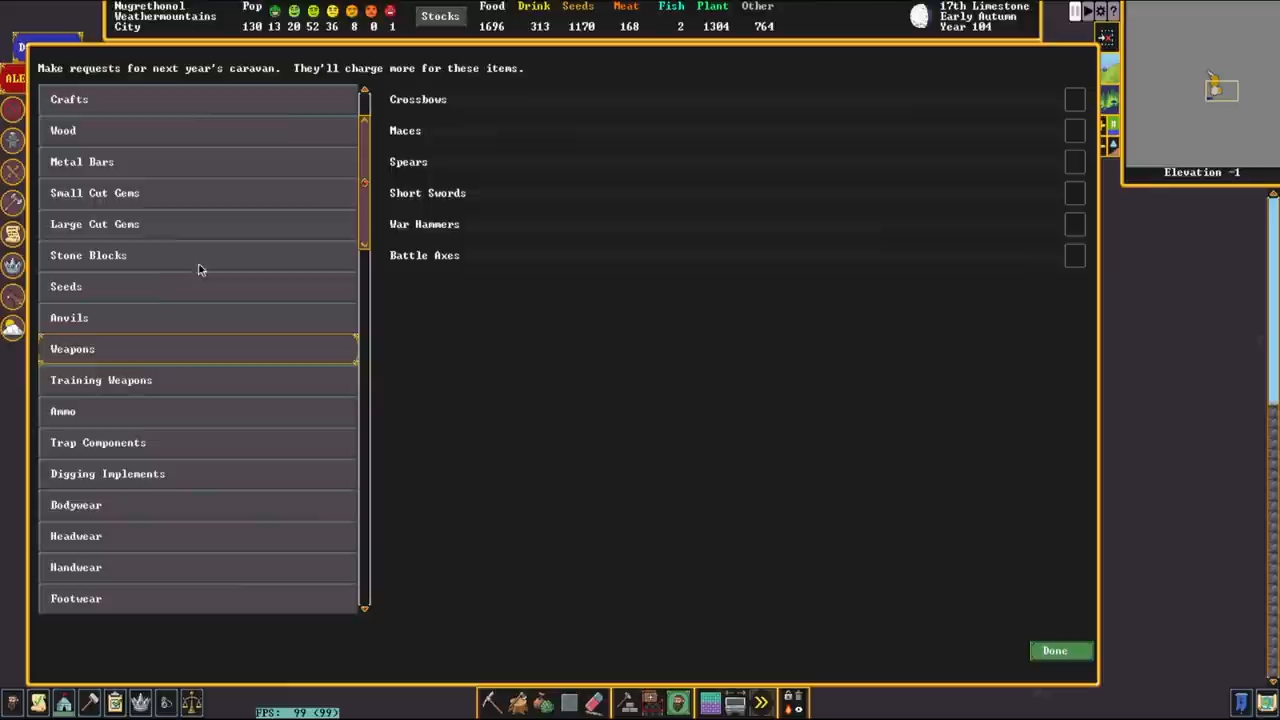 Nugrethonol
Weathermountains
City
Pop
130 13 20 52 36 8 0 1
Stocks
Food Drink Seeds Meat Fish Plant Other
1696 313 1170 168 2 1304 764
17th Limestone
Early Autumn
Year 104
D
ALE
Elevation -1
Make requests for next year's caravan. They'll charge more for these items.
Crafts
Wood
Metal Bars
Small Cut Gems
Large Cut Gems
Stone Blocks
Seeds
Anvils
Weapons
Training Weapons
Ammo
Trap Components
Digging Implements
Bodywear
Headwear
Handwear
Footwear
Crossbows
Maces
Spears
Short Swords
War Hammers
Battle Axes
Done
FPS: 99 (99)